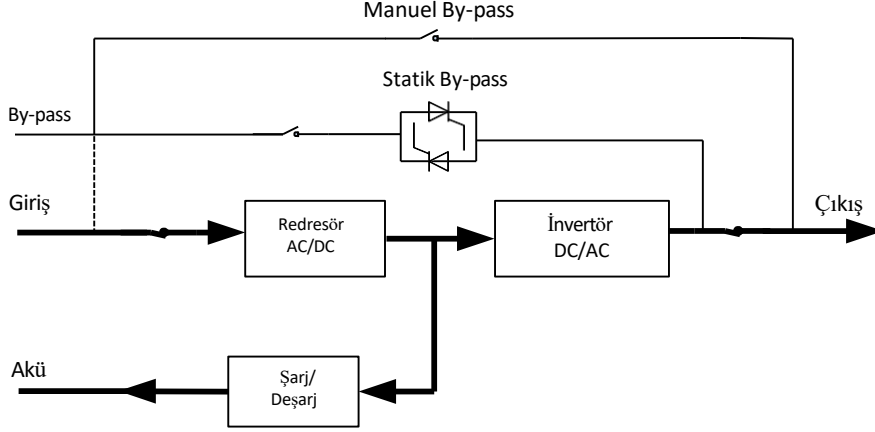 Manuel By-pass
Statik By-pass
By-pass
Giriş
Redresör
AC/DC
İnvertör
DC/AC
Çıkış
Akü
Şarj/
Deşarj